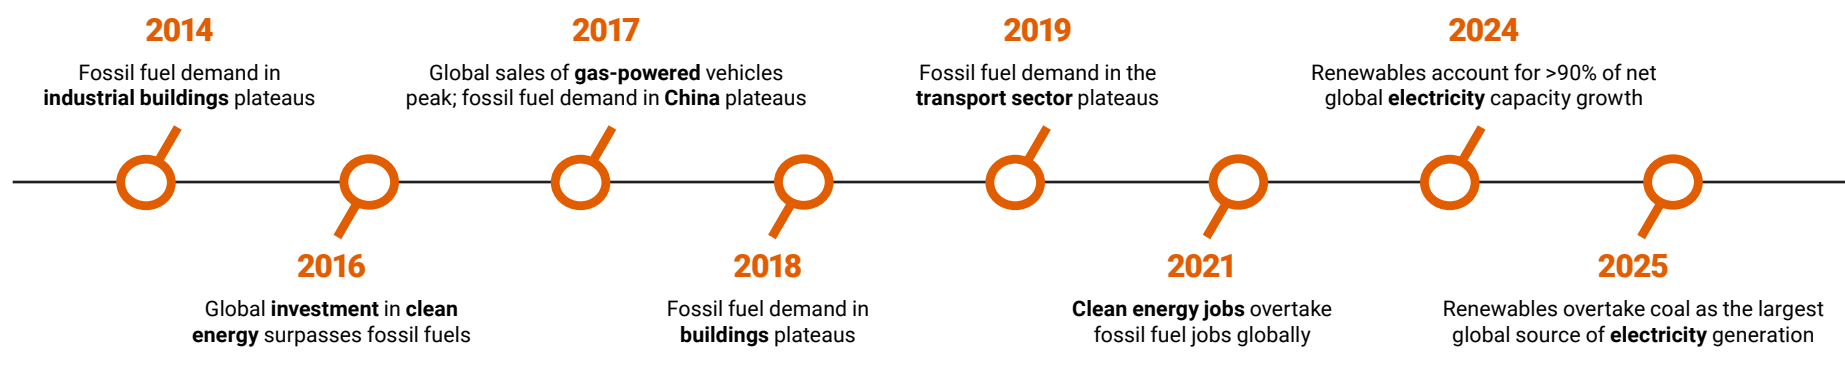 2014
Fossil fuel demand in
industrial buildings plateaus
2016
Global investment in clean
energy surpasses fossil fuels
2017
Global sales of gas-powered vehicles
peak; fossil fuel demand in China plateaus
2018
Fossil fuel demand in
buildings plateaus
2019
Fossil fuel demand in the
transport sector plateaus
2021
Clean energy jobs overtake
fossil fuel jobs globally
2024
Renewables account for >90% of net
global electricity capacity growth
2025
Renewables overtake coal as the largest
global source of electricity generation